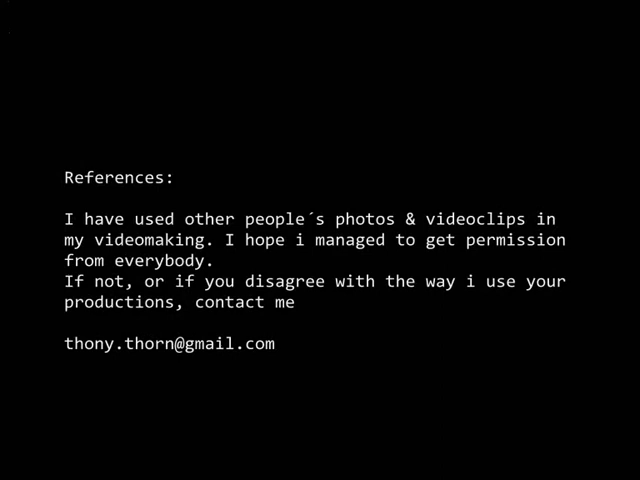 References:
I have used other people´s photos & videoclips in
my videomaking. I hope i managed to get permission
from everybody.
If not, or if you disagree with the way i use your
productions, contact me
thony.thorn@gmail.com